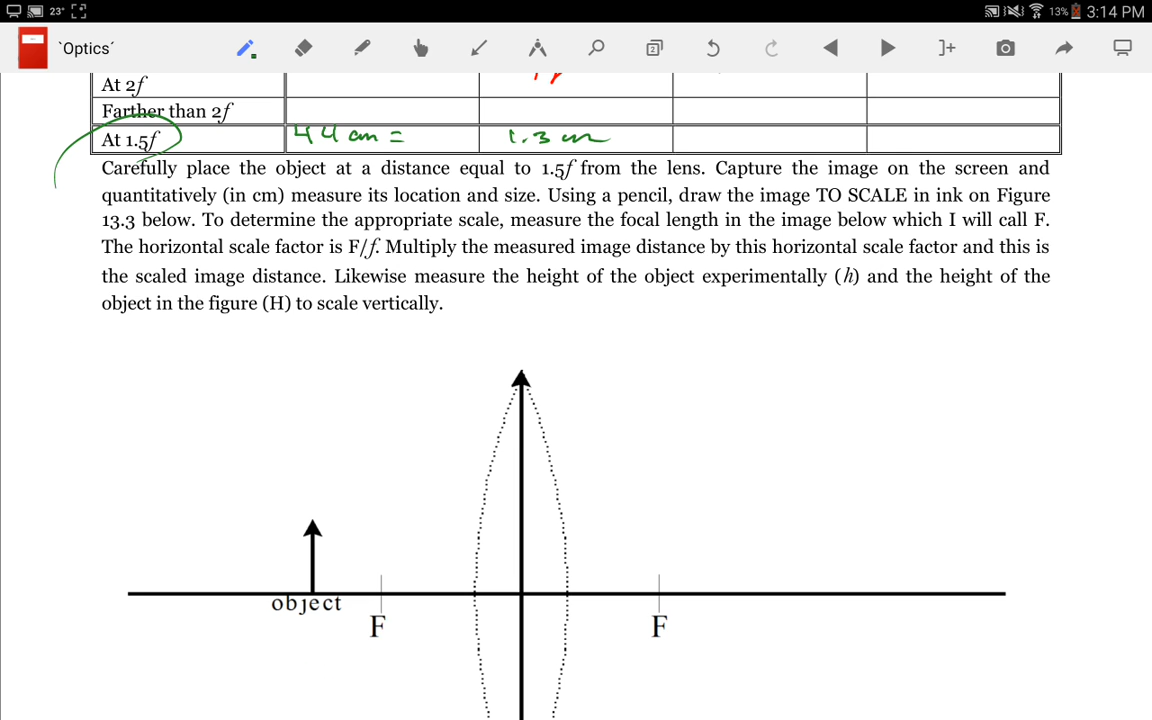 23° 13% 3:14 PM
`Optics´
At 2f
Farther than 2f
At 1.5f 44 cm = 1.3 cm
Carefully place the object at a distance equal to 1.5f from the lens. Capture the image on the screen and
quantitatively (in cm) measure its location and size. Using a pencil, draw the image TO SCALE in ink on Figure
13.3 below. To determine the appropriate scale, measure the focal length in the image below which I will call F.
The horizontal scale factor is F/f. Multiply the measured image distance by this horizontal scale factor and this is
the scaled image distance. Likewise measure the height of the object experimentally (h) and the height of the
object in the figure (H) to scale vertically.
object
F F